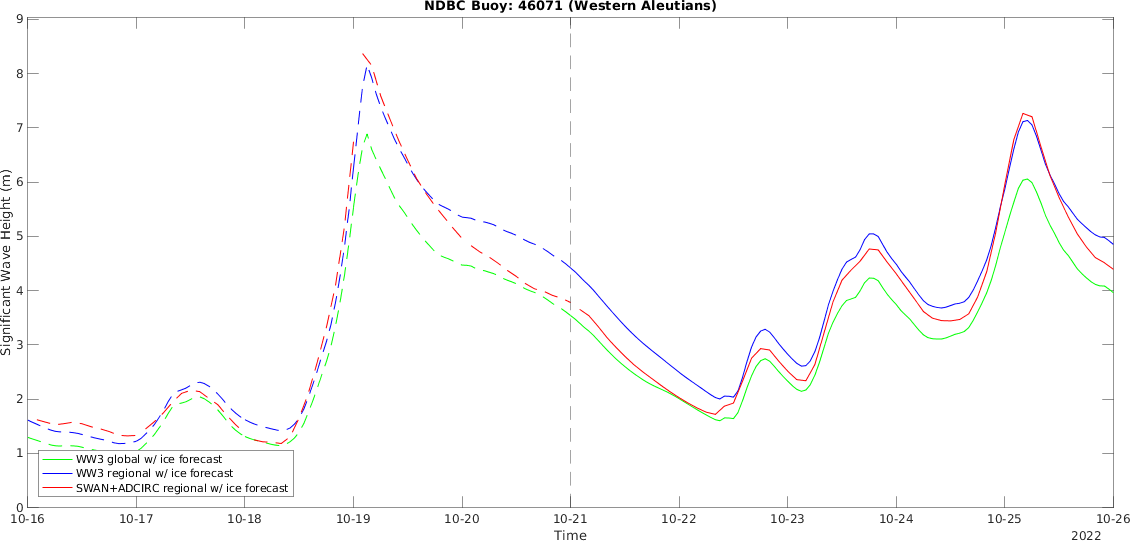 NDBC Buoy: 46071 (Western Aleutians)
9
8
7
6
5
4
3
2
1
0
Significant Wave Height (m)
WW3 global w/ ice forecast
WW3 regional w/ ice forecast
SWAN+ADCIRC regional w/ ice forecast
10-16 10-17 10-18 10-19 10-20 10-21 10-22 10-23 10-24 10-25 10-26
Time
2022